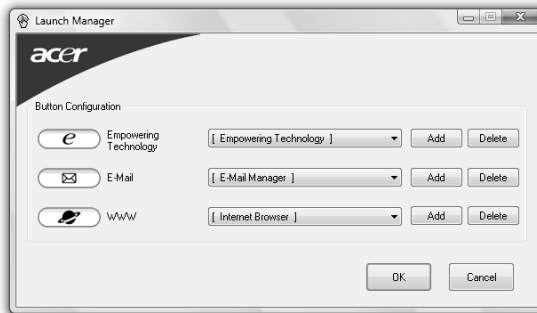 Launch Manager
acer
Button Configuration
e Empowering Technology [ Empowering Technology ] Add Delete
E-Mail [ E-Mail Manager ] Add Delete
WWW [ Internet Browser ] Add Delete
OK Cancel